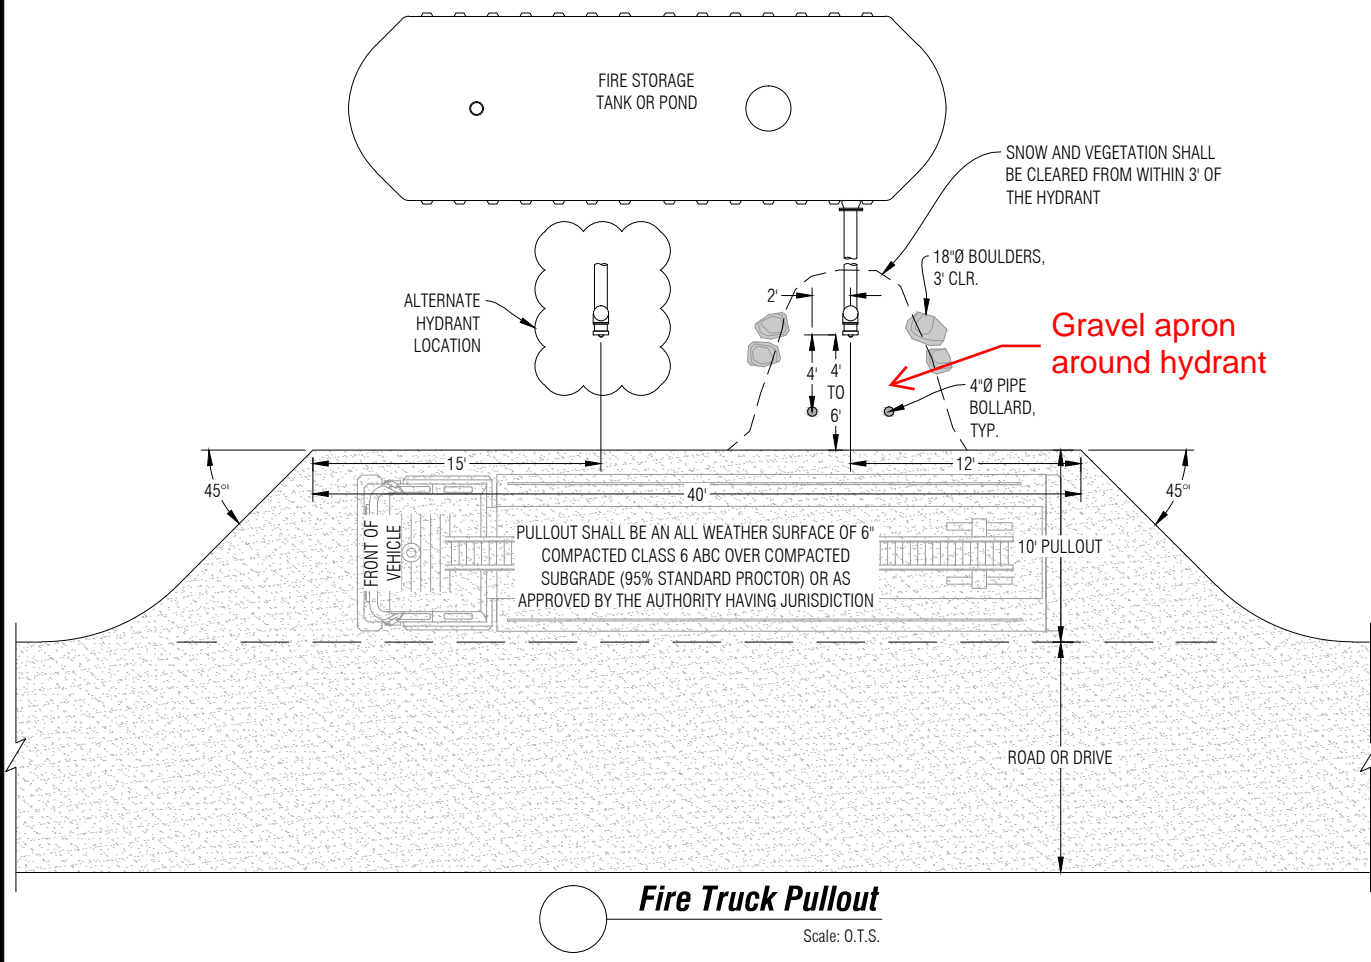 FIRE STORAGE
TANK OR POND
SNOW AND VEGETATION SHALL
BE CLEARED FROM WITHIN 3' OF
THE HYDRANT
18"Ø BOULDERS,
3' CLR.
2'
ALTERNATE
HYDRANT
LOCATION
Gravel apron
around hydrant
4'
4'
TO
6'
4"Ø PIPE
BOLLARD,
TYP.
15'
12'
45°
40'
45°
FRONT OF
VEHICLE
PULLOUT SHALL BE AN ALL WEATHER SURFACE OF 6"
COMPACTED CLASS 6 ABC OVER COMPACTED
SUBGRADE (95% STANDARD PROCTOR) OR AS
APPROVED BY THE AUTHORITY HAVING JURISDICTION
10' PULLOUT
ROAD OR DRIVE
Fire Truck Pullout
Scale: O.T.S.